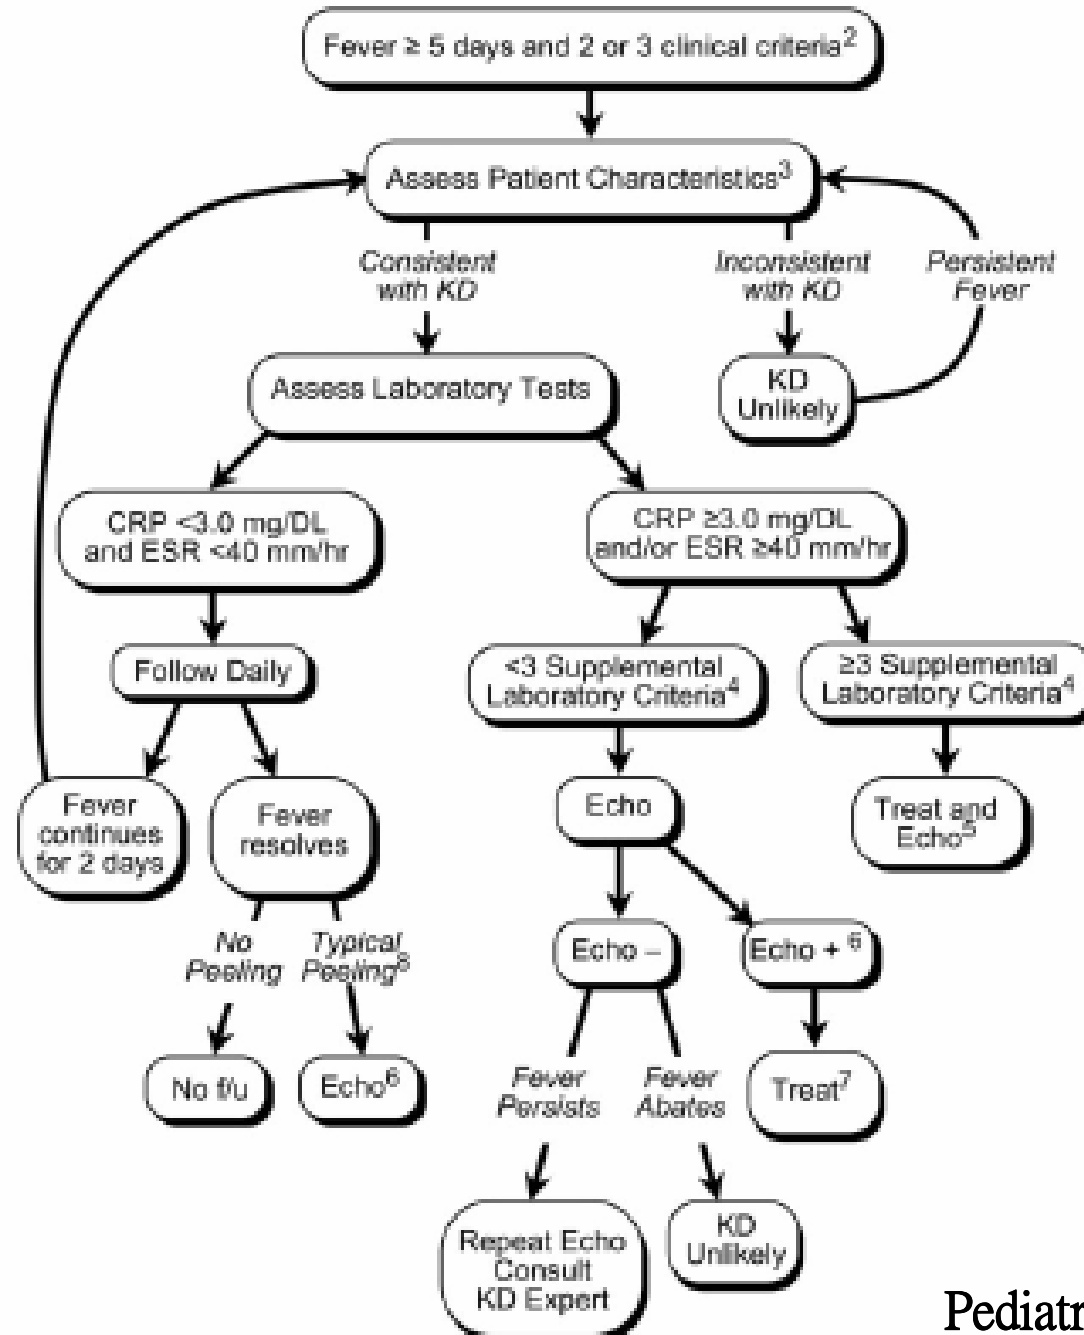 Fever ≥ 5 days and 2 or 3 clinical criteria2
Assess Patient Characteristics3
Consistent
with KD
Inconsistent
with KD
Persistent
Fever
Assess Laboratory Tests
KD
Unlikely
CRP <3.0 mg/DL
and ESR <40 mm/hr
CRP ≥3.0 mg/DL
and/or ESR ≥40 mm/hr
Follow Daily
<3 Supplemental
Laboratory Criteria4
≥3 Supplemental
Laboratory Criteria4
Fever
continues
for 2 days
Fever
resolves
Echo
Treat and
Echo5
No
Peeling
Typical
Peeling8
Echo –
Echo + 6
No f/u
Echo6
Fever
Persists
Fever
Abates
Treat7
Repeat Echo
Consult
KD Expert
KD
Unlikely
Pediatr